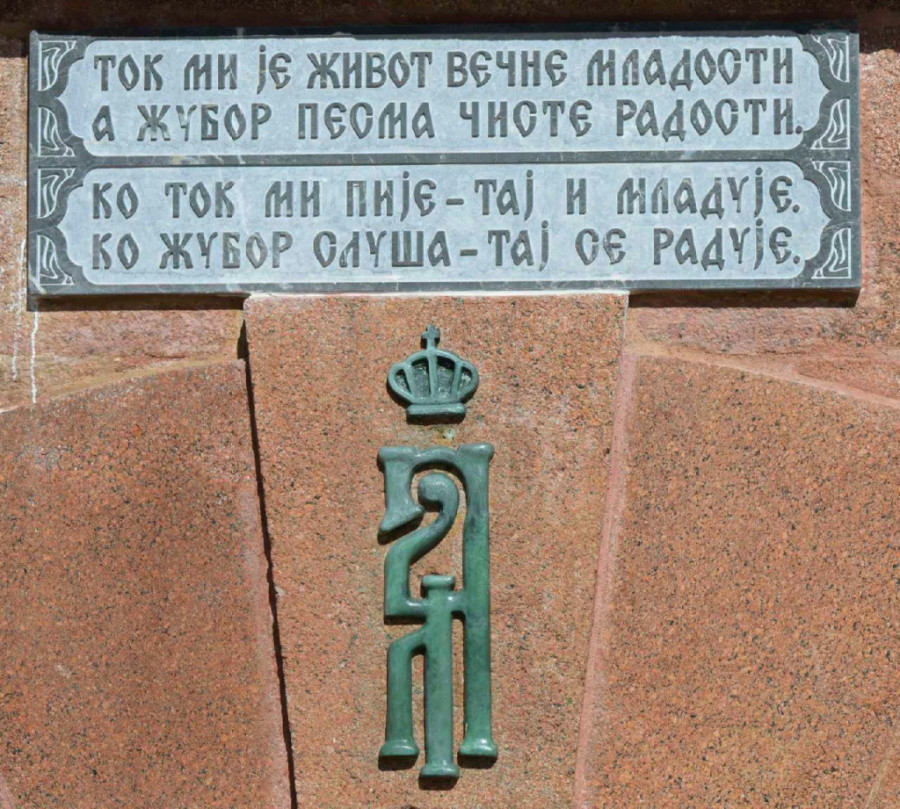 ТОК МИ ЈЕ ЖИВОТ ВЕЧНЕ МЛАДОСТИ
А ЖУБОР ПЕСМА ЧИСТЕ РАДОСТИ.
КО ТОК МИ ПИЈЕ-ТАЈ И МЛАДУЈЕ.
КО ЖУБОР СЛУША-ТАЈ СЕ РАДУЈЕ.